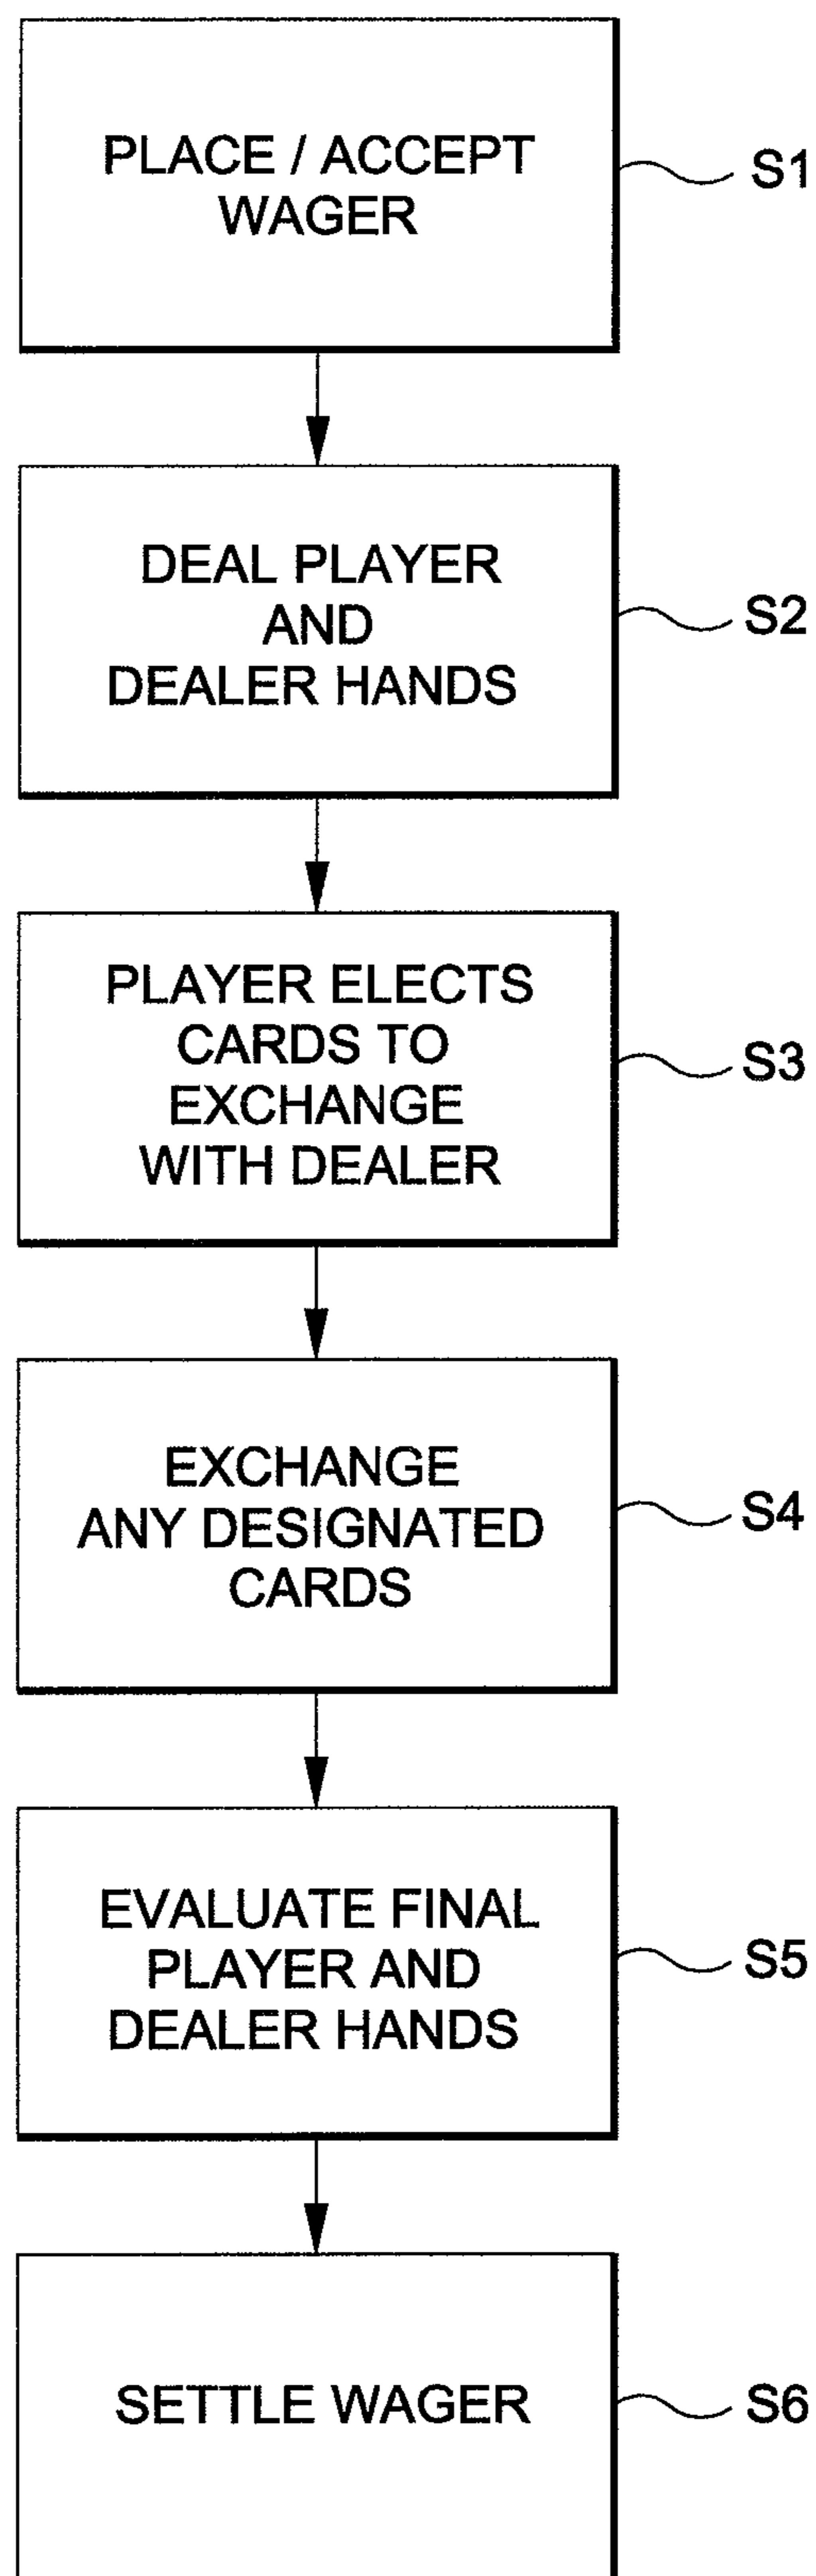 PLACE / ACCEPT
WAGER
S1
DEAL PLAYER
AND
DEALER HANDS
S2
PLAYER ELECTS
CARDS TO
EXCHANGE
WITH DEALER
S3
EXCHANGE
ANY DESIGNATED
CARDS
S4
EVALUATE FINAL
PLAYER AND
DEALER HANDS
S5
SETTLE WAGER
S6